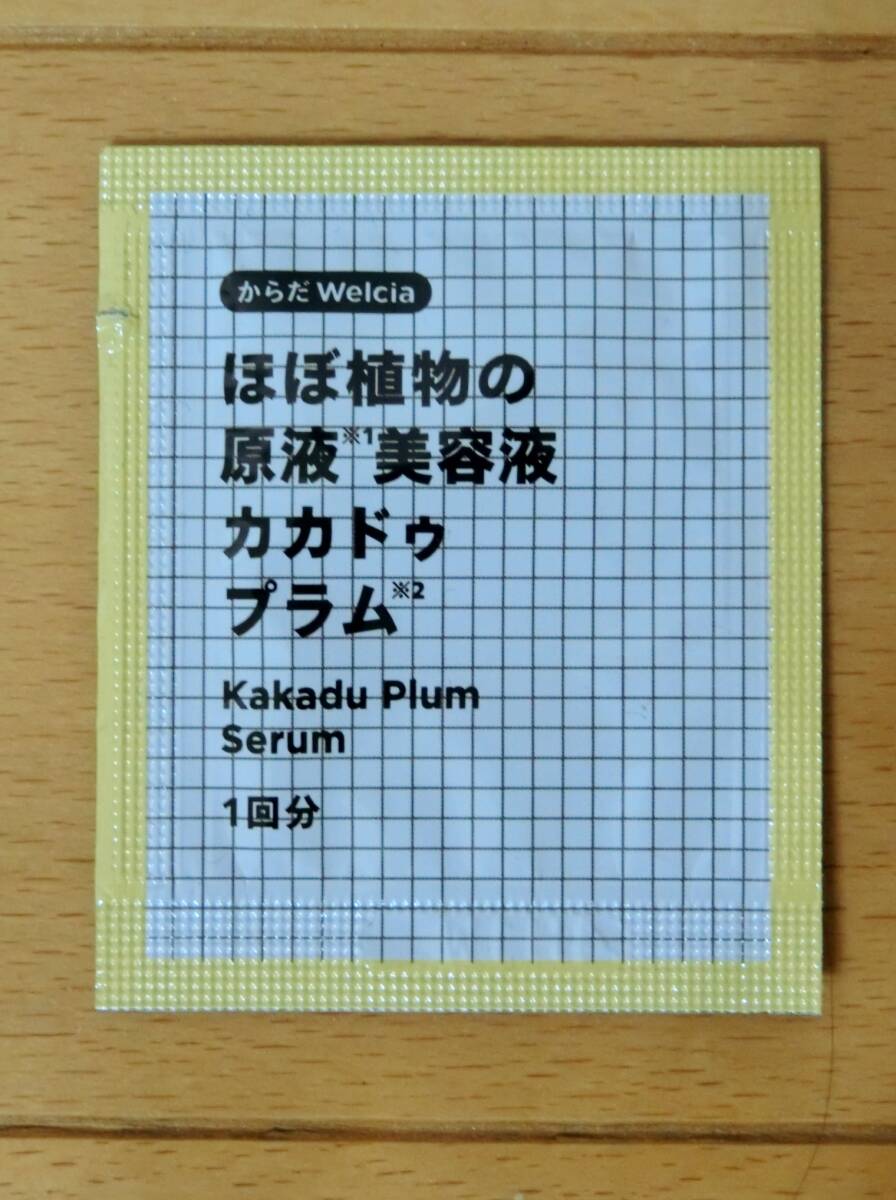 からだWelcia
ほぼ植物の
原液※1美容液
カカドゥ
プラム※2
Kakadu Plum
Serum
1回分